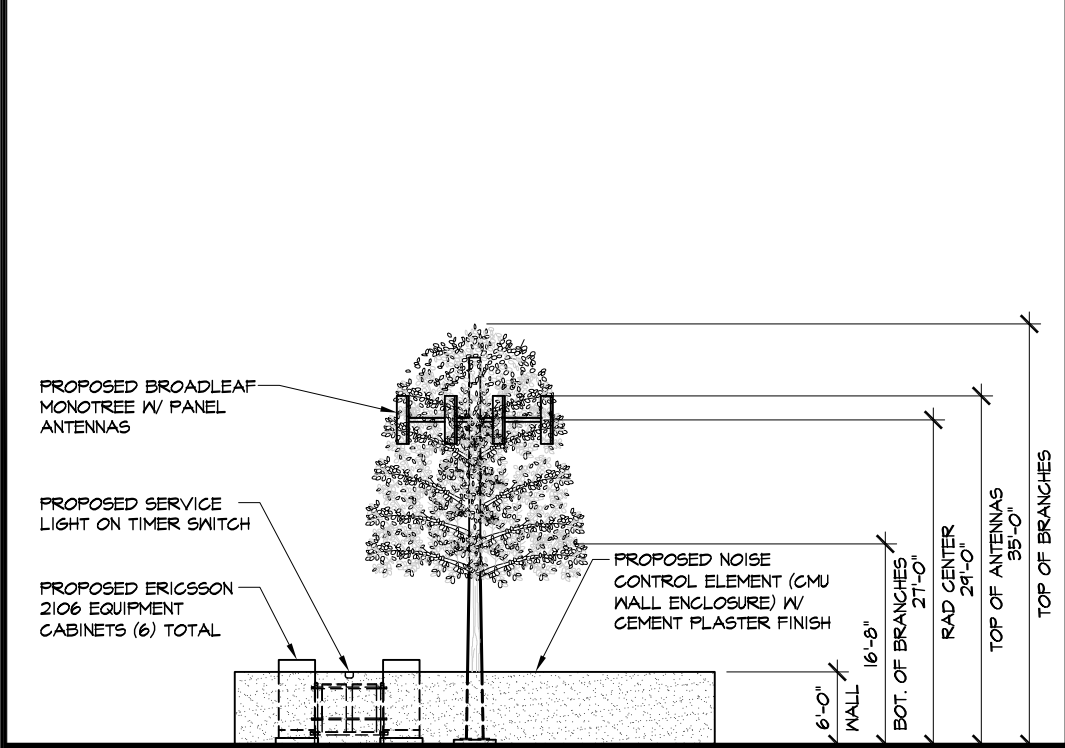 PROPOSED BROADLEAF
MONOTREE W/ PANEL
ANTENNAS
PROPOSED SERVICE
LIGHT ON TIMER SWITCH
PROPOSED ERICSSON
2106 EQUIPMENT
CABINETS (6) TOTAL
PROPOSED NOISE
CONTROL ELEMENT (CMU
WALL ENCLOSURE) W/
CEMENT PLASTER FINISH
6'-0"
WALL
16'-8"
BOT. OF BRANCHES
27'-0"
RAD CENTER
29'-0"
TOP OF ANTENNAS
35'-0"
TOP OF BRANCHES